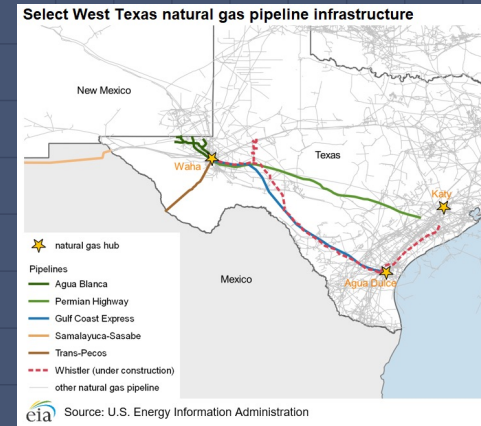 Select West Texas natural gas pipeline infrastructure
New Mexico
Texas
Waha
Katy
Agua Dulce
Mexico
natural gas hub
Pipelines
Agua Blanca
Permian Highway
Gulf Coast Express
Samalayuca-Sasabe
Trans-Pecos
Whistler (under construction)
other natural gas pipeline
eia Source: U.S. Energy Information Administration